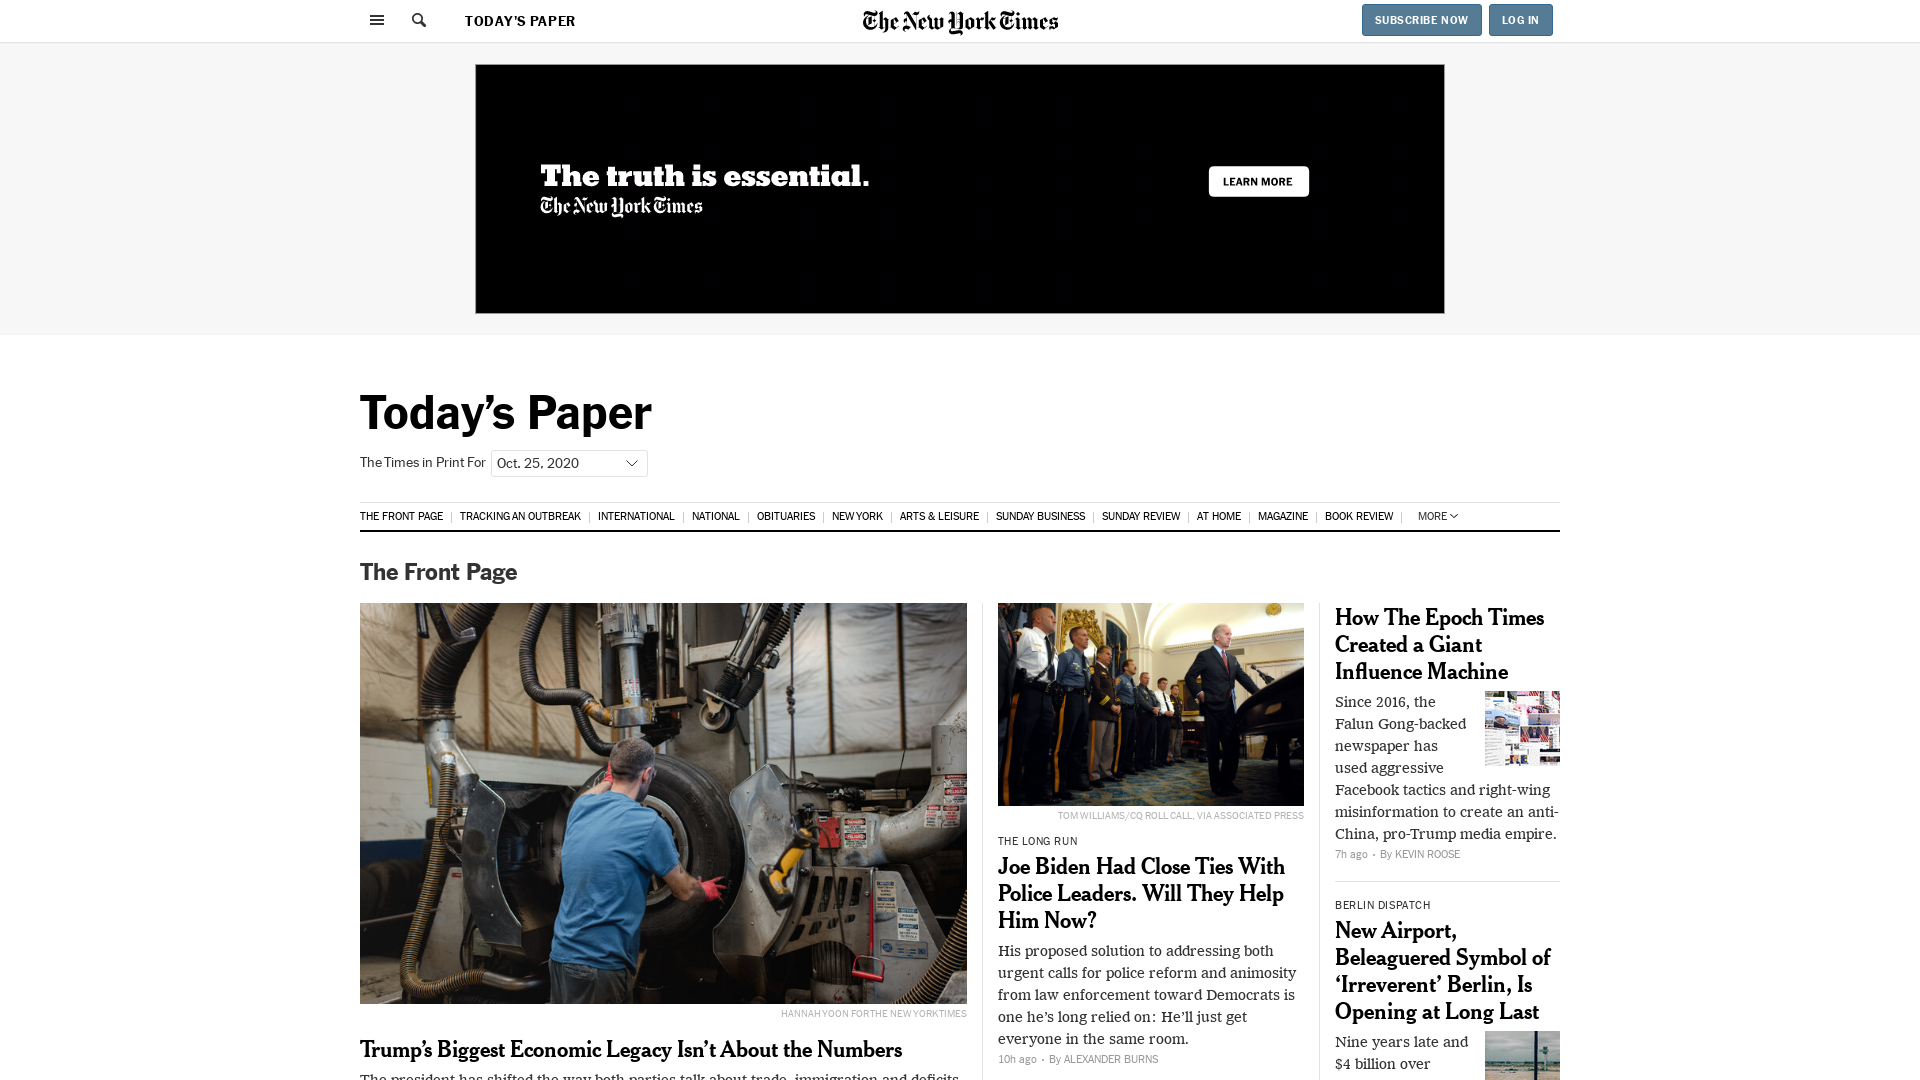 TODAY'S PAPER
The New York Times
SUBSCRIBE NOW
LOG IN
The truth is essential.
The New York Times
LEARN MORE
Today’s Paper
The Times in Print For
Oct. 25, 2020
THE FRONT PAGE
TRACKING AN OUTBREAK
INTERNATIONAL
NATIONAL
OBITUARIES
NEW YORK
ARTS & LEISURE
SUNDAY BUSINESS
SUNDAY REVIEW
AT HOME
MAGAZINE
BOOK REVIEW
MORE
The Front Page
HANNAH YOON FOR THE NEW YORK TIMES
Trump’s Biggest Economic Legacy Isn’t About the Numbers
The president has shifted the way both parties talk about trade, immigration and deficits.
TOM WILLIAMS/CQ ROLL CALL, VIA ASSOCIATED PRESS
THE LONG RUN
Joe Biden Had Close Ties With
Police Leaders. Will They Help
Him Now?
His proposed solution to addressing both
urgent calls for police reform and animosity
from law enforcement toward Democrats is
one he’s long relied on: He’ll just get
everyone in the same room.
10h ago · By ALEXANDER BURNS
How The Epoch Times
Created a Giant
Influence Machine
Since 2016, the
Falun Gong-backed
newspaper has
used aggressive
Facebook tactics and right-wing
misinformation to create an anti-
China, pro-Trump media empire.
7h ago · By KEVIN ROOSE
BERLIN DISPATCH
New Airport,
Beleaguered Symbol of
‘Irreverent’ Berlin, Is
Opening at Long Last
Nine years late and
$4 billion over